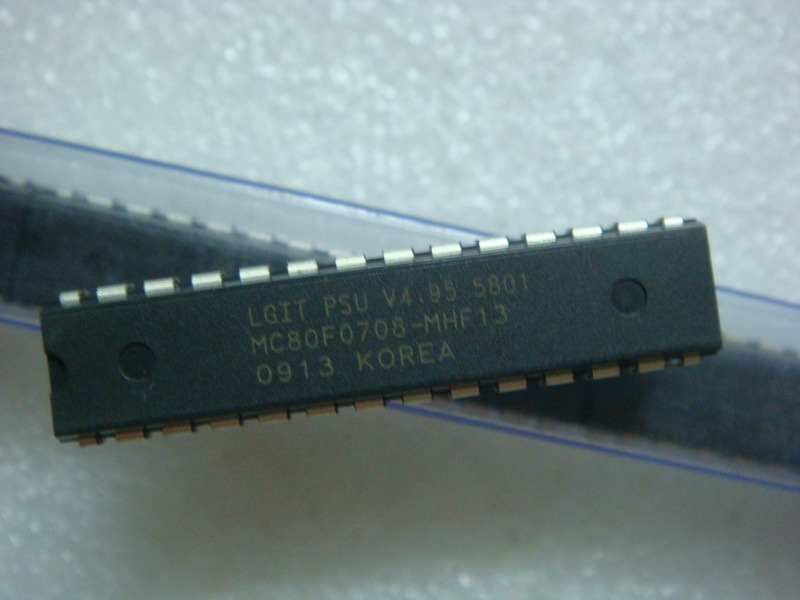 LGIT PSU V4.95 5801
MC80F0708-MHF13
0913 KOREA